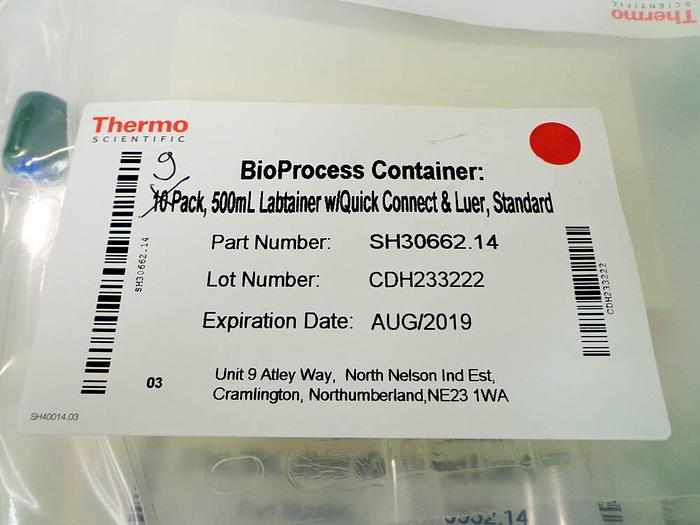 Thermo
SCIENTIFIC
Thermo
SCIENTIFIC
9
BioProcess Container:
10 Pack, 500mL Labtainer w/Quick Connect & Luer, Standard
Part Number: SH30662.14
Lot Number: CDH233222
Expiration Date: AUG/2019
SH30662.14
CDH233222
03
Unit 9 Atley Way, North Nelson Ind Est,
Cramlington, Northumberland,NE23 1WA
SH40014.03